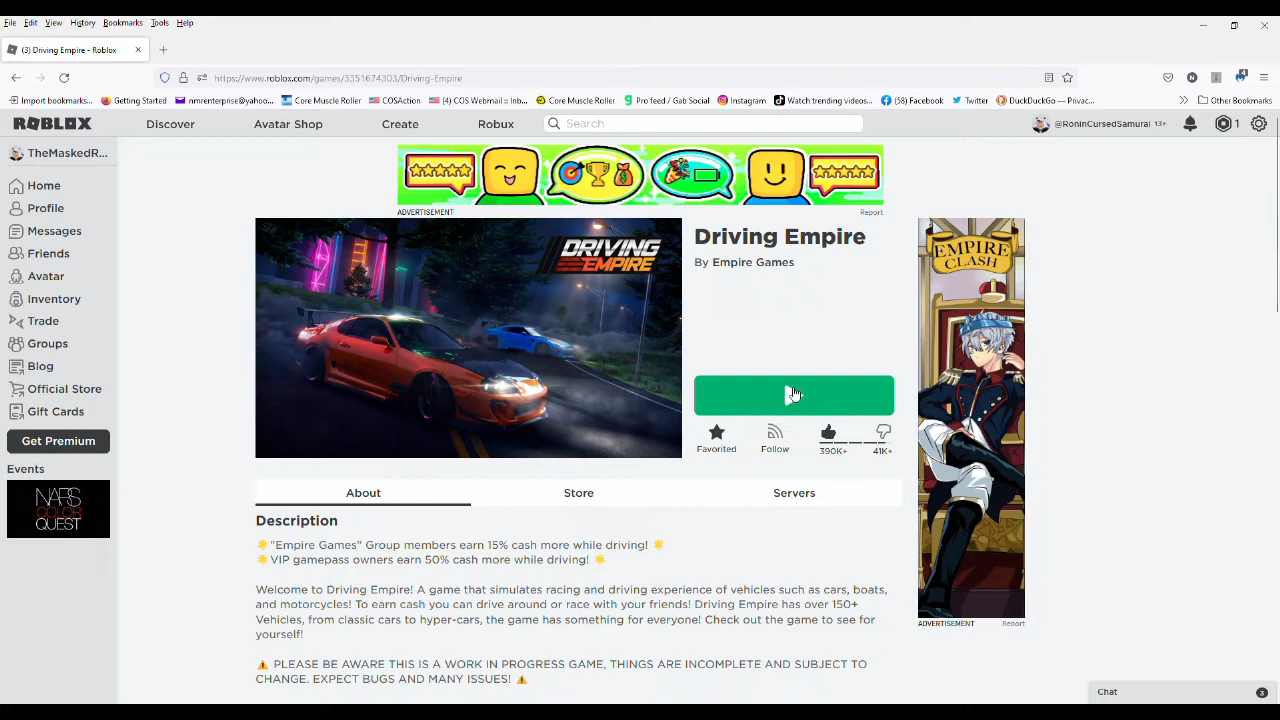 File Edit View History Bookmarks Tools Help
(3) Driving Empire - Roblox
https://www.roblox.com/games/3351674303/Driving-Empire
Import bookmarks... Getting Started nmrenterprise@yahoo... Core Muscle Roller COSAction (4) COS Webmail :: Inb... Core Muscle Roller Pro feed / Gab Social Instagram Watch trending videos... (58) Facebook Twitter DuckDuckGo — Privac... Other Bookmarks
ROBLOX Discover Avatar Shop Create Robux Search @RoninCursedSamurai 13+ 1
TheMaskedR...
Home
Profile
Messages
Friends
Avatar
Inventory
Trade
Groups
Blog
Official Store
Gift Cards
Get Premium
Events
NARS
COLOR
QUEST
ADVERTISEMENT Report
DRIVING
EMPIRE
Driving Empire
By Empire Games
Favorited Follow 390K+ 41K+
EMPIRE
CLASH
ADVERTISEMENT Report
About Store Servers
Description
"Empire Games" Group members earn 15% cash more while driving!
VIP gamepass owners earn 50% cash more while driving!
Welcome to Driving Empire! A game that simulates racing and driving experience of vehicles such as cars, boats,
and motorcycles! To earn cash you can drive around or race with your friends! Driving Empire has over 150+
Vehicles, from classic cars to hyper-cars, the game has something for everyone! Check out the game to see for
yourself!
⚠️ PLEASE BE AWARE THIS IS A WORK IN PROGRESS GAME, THINGS ARE INCOMPLETE AND SUBJECT TO
CHANGE. EXPECT BUGS AND MANY ISSUES! ⚠️
Chat 3